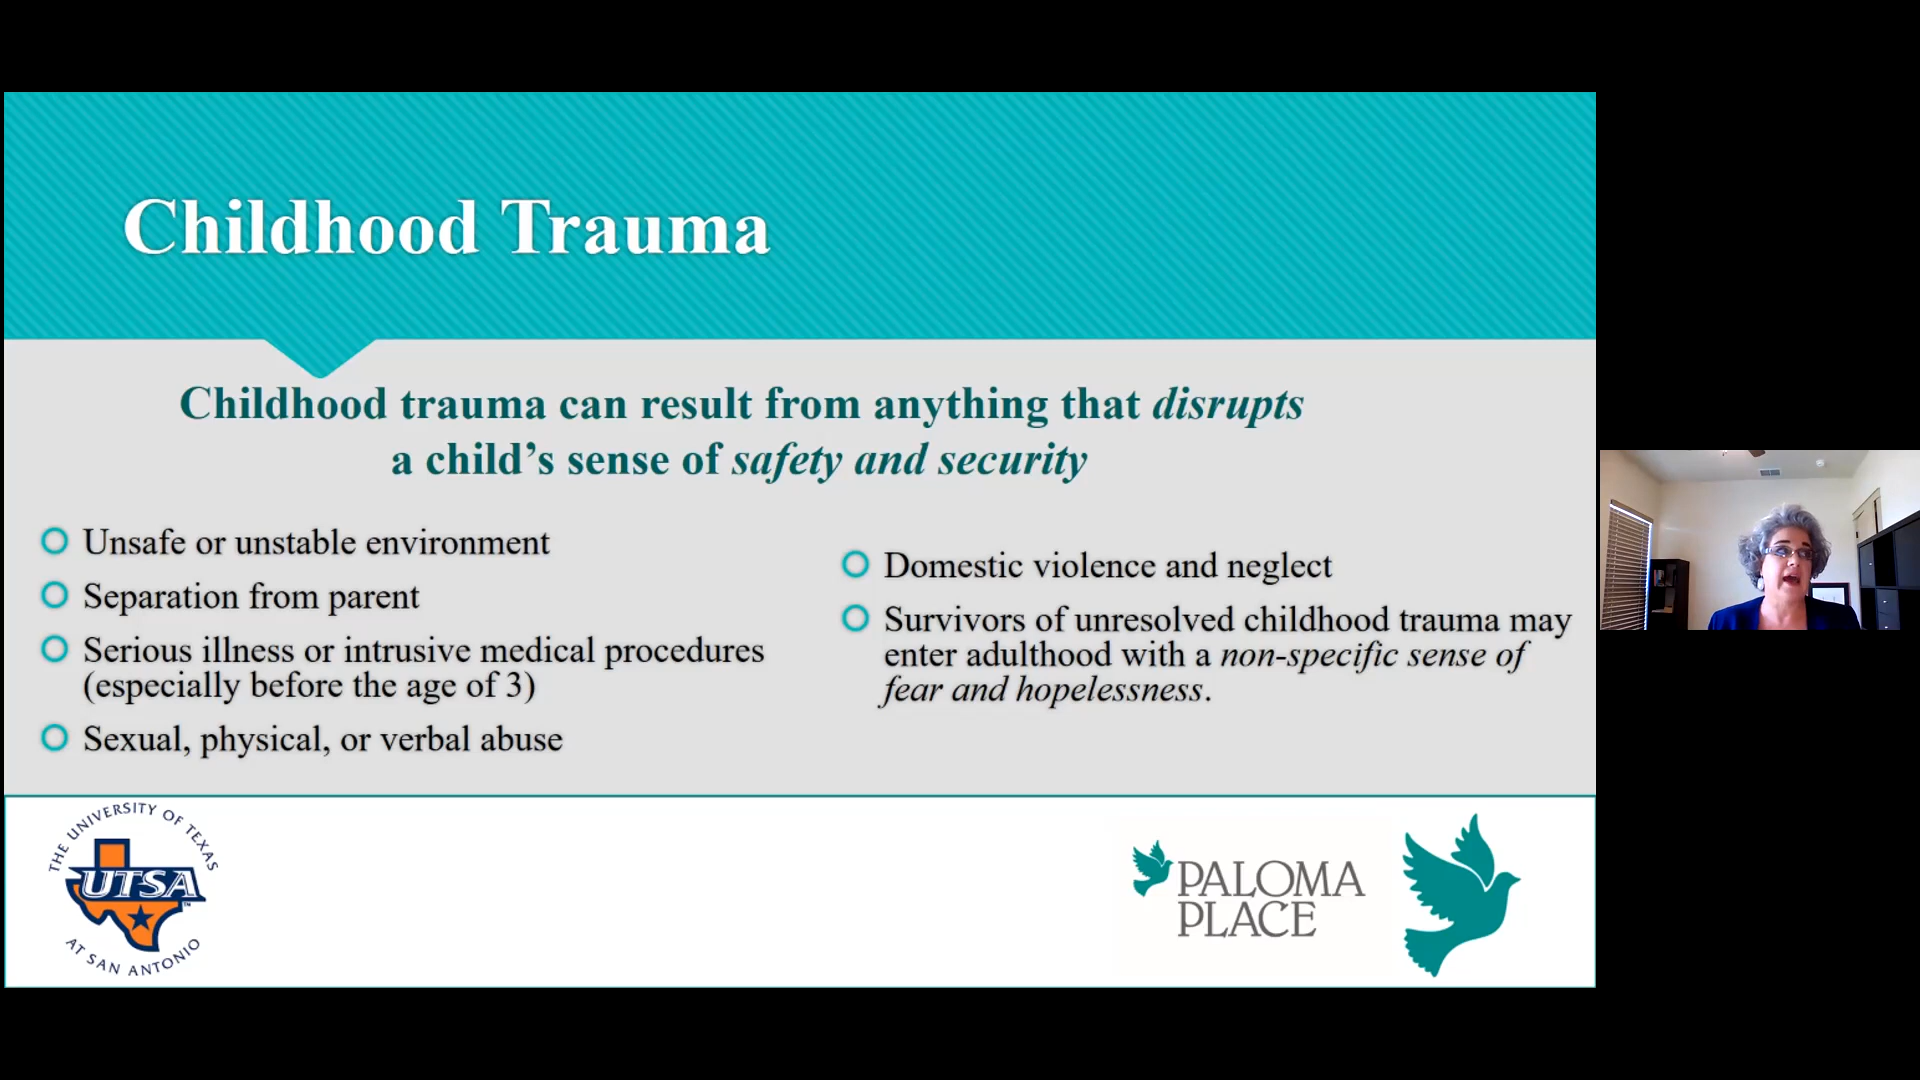 Childhood Trauma
Childhood trauma can result from anything that disrupts
a child’s sense of safety and security
Unsafe or unstable environment
Separation from parent
Serious illness or intrusive medical procedures
(especially before the age of 3)
Sexual, physical, or verbal abuse
Domestic violence and neglect
Survivors of unresolved childhood trauma may
enter adulthood with a non-specific sense of
fear and hopelessness.
THE UNIVERSITY OF TEXAS
UTSA™
AT SAN ANTONIO
PALOMA
PLACE